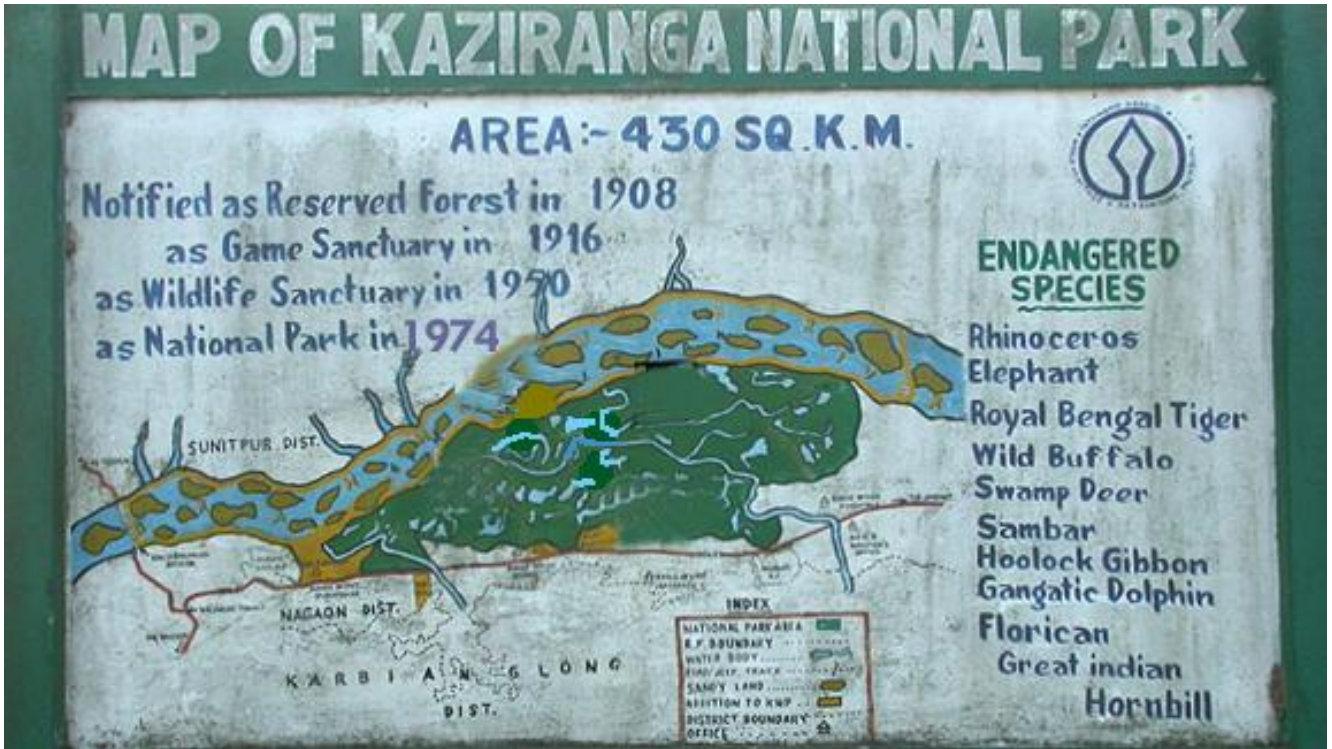 MAP OF KAZIRANGA NATIONAL PARK
AREA:- 430 SQ.K.M.
Notified as Reserved Forest in 1908
as Game Sanctuary in 1916
as Wildlife Sanctuary in 1950
as National Park in 1974
ENDANGERED
SPECIES
Rhinoceros
Elephant
Royal Bengal Tiger
Wild Buffalo
Swamp Deer
Sambar
Hoolock Gibbon
Gangatic Dolphin
Florican
Great indian
Hornbill
SUNITPUR DIST.
NAGAON DIST.
KARBI ANGLONG
DIST.
INDEX
NATIONAL PARK AREA
R.F. BOUNDARY
WATER BODY
SANDY LAND
ADDITION TO KNP
DISTRICT BOUNDARY
OFFICE